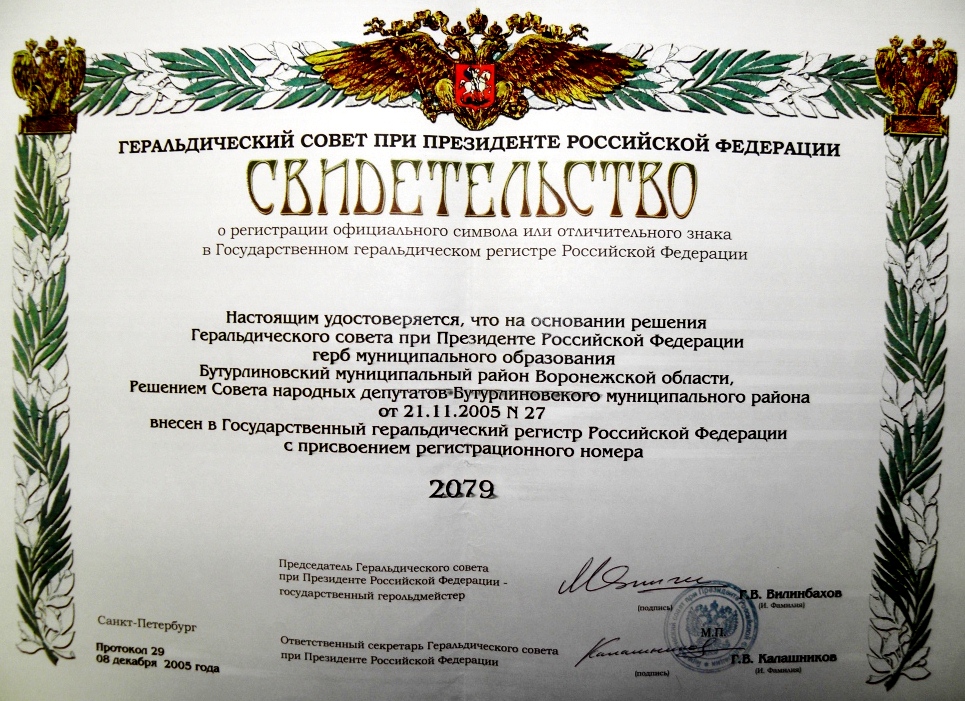 ГЕРАЛЬДИЧЕСКИЙ СОВЕТ ПРИ ПРЕЗИДЕНТЕ РОССИЙСКОЙ ФЕДЕРАЦИИ
СВИДЕТЕЛЬСТВО
о регистрации официального символа или отличительного знака
в Государственном геральдическом регистре Российской Федерации
Настоящим удостоверяется, что на основании решения
Геральдического совета при Президенте Российской Федерации
герб муниципального образования
Бутурлиновский муниципальный район Воронежской области,
Решением Совета народных депутатов Бутурлиновского муниципального района
от 21.11.2005 N 27
внесен в Государственный геральдический регистр Российской Федерации
с присвоением регистрационного номера
2079
Председатель Геральдического совета
при Президенте Российской Федерации -
государственный герольдмейстер
(подпись)
Г.В. Вилинбахов
(И. Фамилия)
М.П.
Санкт-Петербург
Протокол 29
08 декабря 2005 года
Ответственный секретарь Геральдического совета
при Президенте Российской Федерации
(подпись)
Г.В. Калашников
(И. Фамилия)